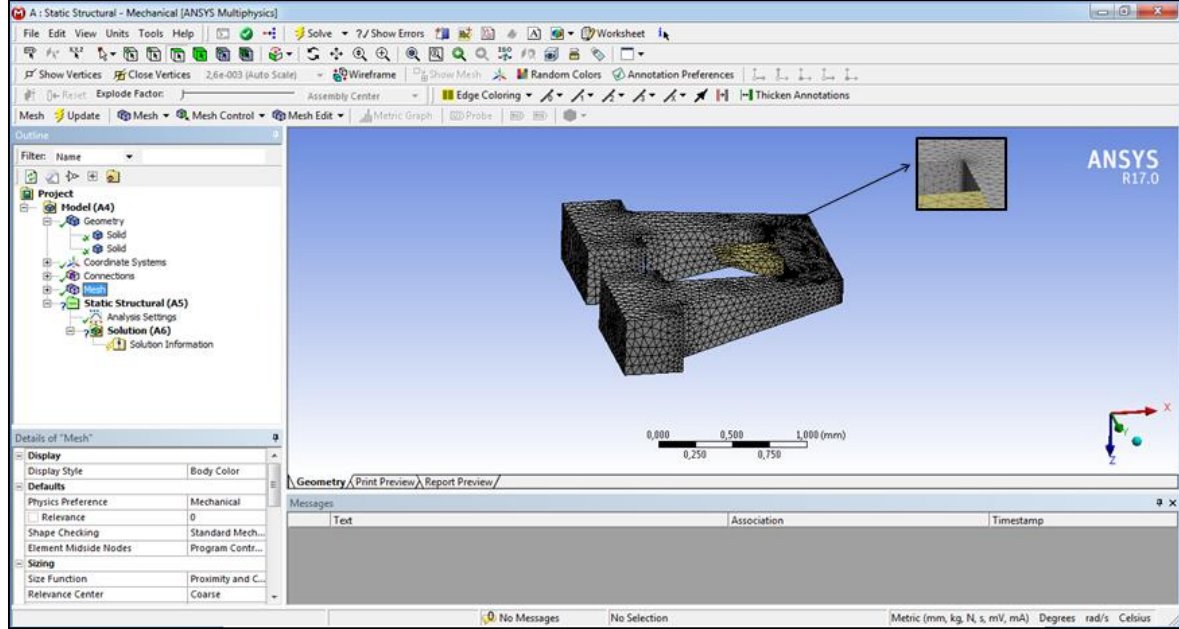 A : Static Structural - Mechanical [ANSYS Multiphysics]
File Edit View Units Tools Help Solve ?/ Show Errors Worksheet
Show Vertices Close Vertices 2,6e-003 (Auto Scale) Wireframe Show Mesh Random Colors Annotation Preferences
Reset Explode Factor: Assembly Center Edge Coloring Thicken Annotations
Mesh Update Mesh Mesh Control Mesh Edit Metric Graph Probe
Outline
Filter: Name
Project
Model (A4)
Geometry
Solid
Solid
Coordinate Systems
Connections
Mesh
Static Structural (A5)
Analysis Settings
Solution (A6)
Solution Information
ANSYS
R17.0
0,000 0,500 1,000 (mm)
0,250 0,750
X
Y
Z
Geometry Print Preview Report Preview
Details of "Mesh"
Display
Display Style Body Color
Defaults
Physics Preference Mechanical
Relevance 0
Shape Checking Standard Mech...
Element Midside Nodes Program Contr...
Sizing
Size Function Proximity and C...
Relevance Center Coarse
Messages
Text Association Timestamp
0 No Messages No Selection Metric (mm, kg, N, s, mV, mA) Degrees rad/s Celsius